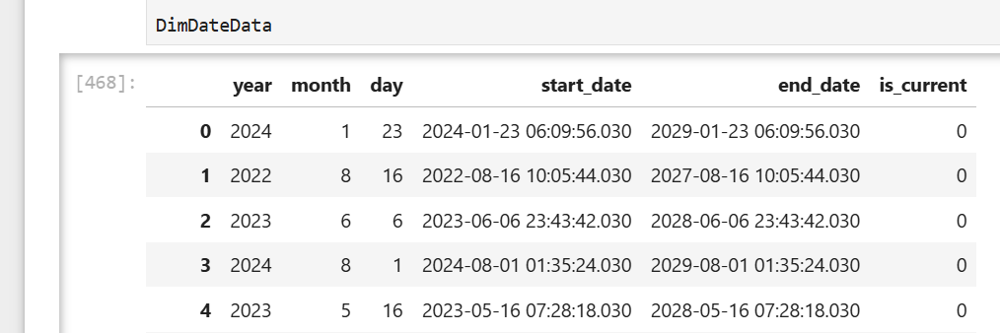 DimDateData
[468]:
year month day start_date end_date is_current
0 2024 1 23 2024-01-23 06:09:56.030 2029-01-23 06:09:56.030 0
1 2022 8 16 2022-08-16 10:05:44.030 2027-08-16 10:05:44.030 0
2 2023 6 6 2023-06-06 23:43:42.030 2028-06-06 23:43:42.030 0
3 2024 8 1 2024-08-01 01:35:24.030 2029-08-01 01:35:24.030 0
4 2023 5 16 2023-05-16 07:28:18.030 2028-05-16 07:28:18.030 0